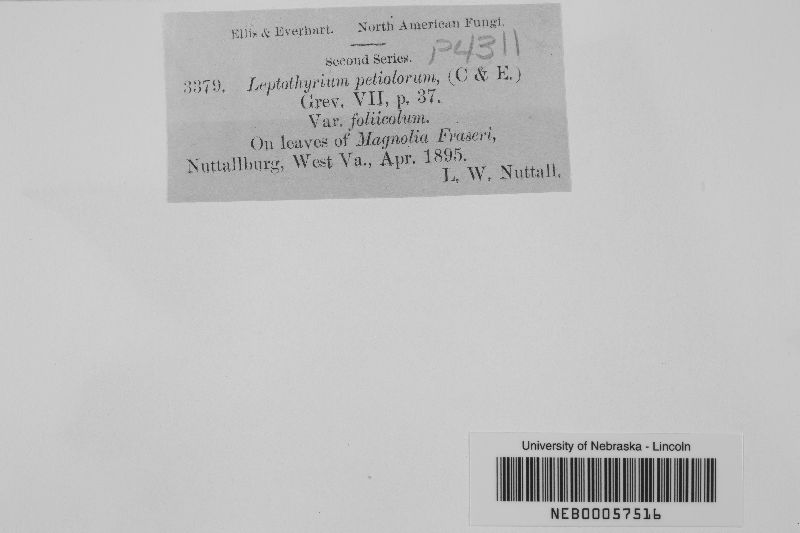 Ellis & Everhart. North American Fungi.
Second Series. P4311
3379. Leptothyrium petiolorum, (C & E.)
Grev. VII, p. 37.
Var. foliicolum.
On leaves of Magnolia Fraseri,
Nuttallburg, West Va., Apr. 1895.
L. W. Nuttall.
University of Nebraska - Lincoln
NEB00057516